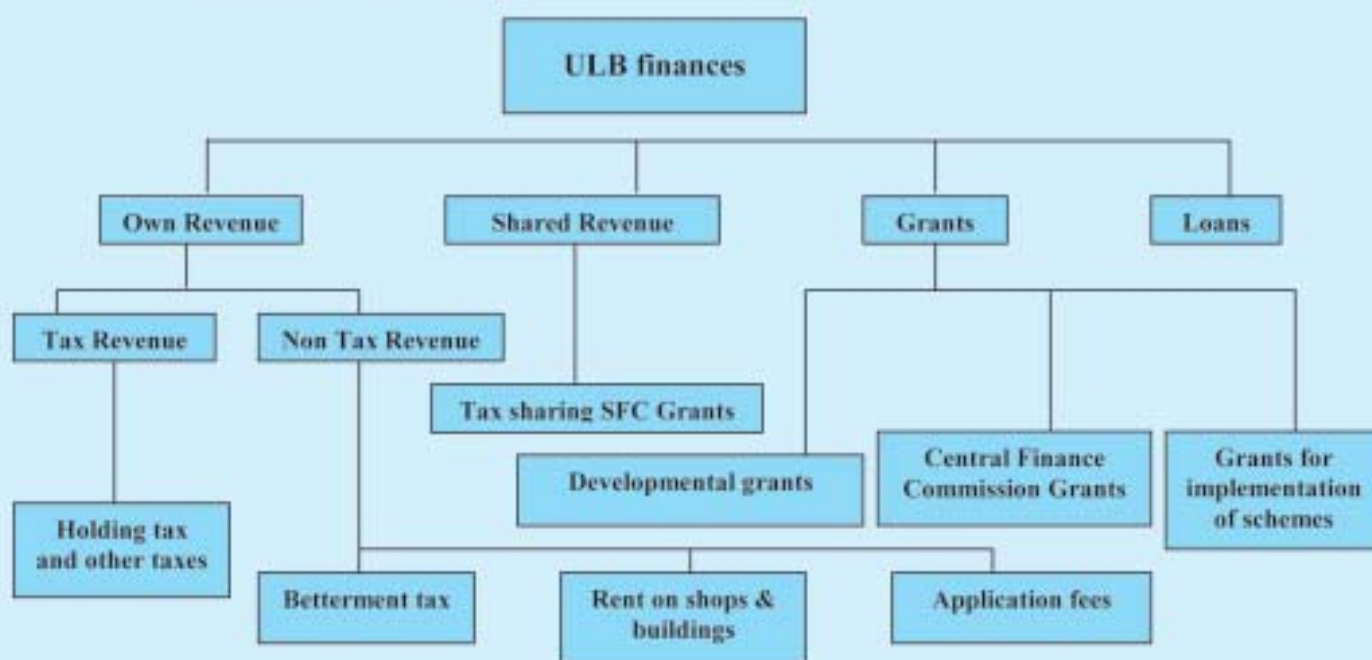 ULB finances
Own Revenue
Shared Revenue
Grants
Loans
Tax Revenue
Non Tax Revenue
Tax sharing SFC Grants
Developmental grants
Central Finance
Commission Grants
Grants for
implementation
of schemes
Holding tax
and other taxes
Betterment tax
Rent on shops &
buildings
Application fees